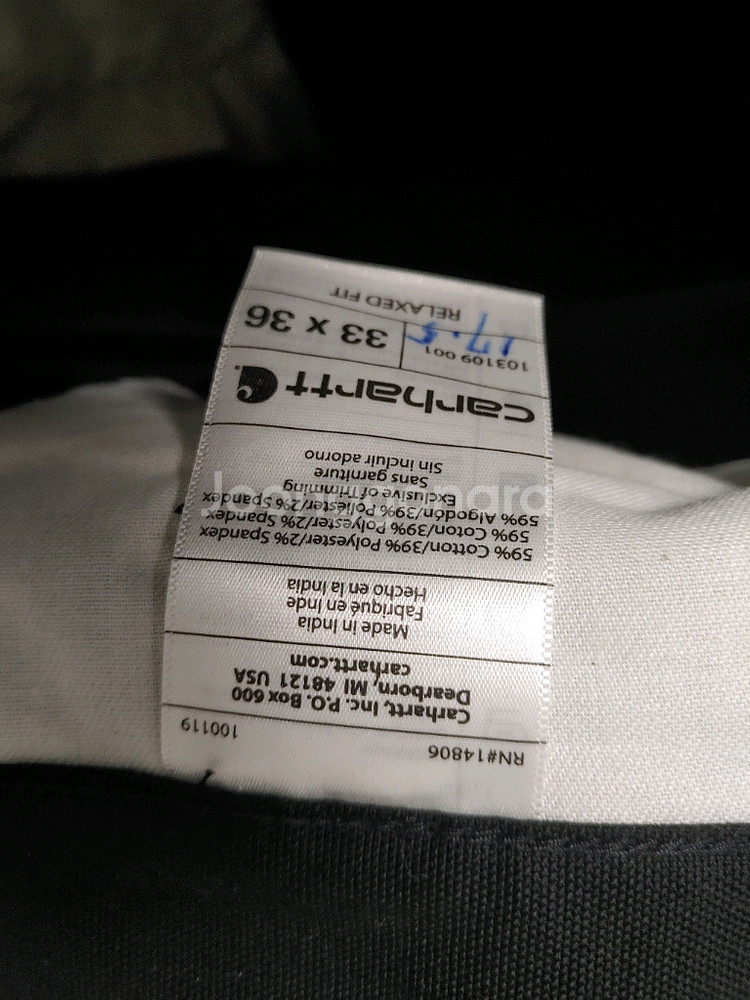 RN#14806
100119
Carhartt, Inc. P.O. Box 600
Dearborn, MI 48121 USA
carhartt.com
Made in India
Fabriqué en Inde
Hecho en la India
59% Cotton/39% Polyester/2% Spandex
59% Coton/39% Polyester/2% Spandex
59% Algodón/39% Poliéster/2% Spandex
Exclusive of Trimming
Sans garniture
Sin incluir adorno
carhartt
103109 001
33 x 36
RELAXED FIT